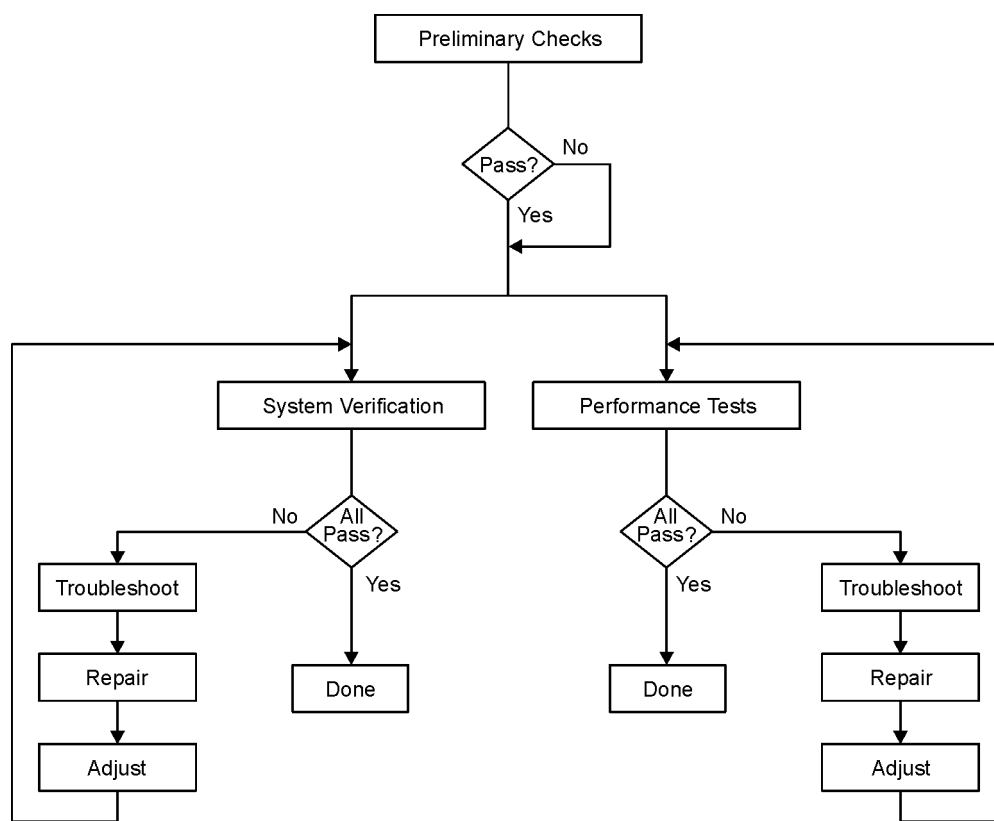 Preliminary Checks
Pass?
No
Yes
System Verification
Performance Tests
No
All
Pass?
Yes
All
Pass?
No
Yes
Troubleshoot
Repair
Adjust
Done
Done
Troubleshoot
Repair
Adjust